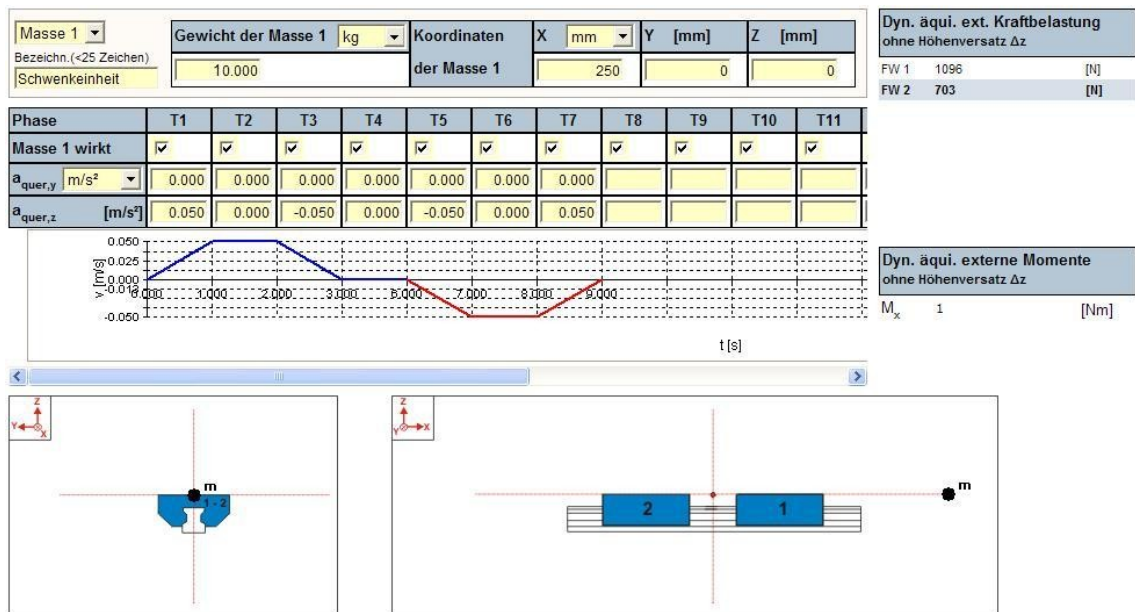 Masse 1
Bezeichn.(<25 Zeichen)
Schwenkeinheit
Gewicht der Masse 1 kg Koordinaten X mm Y [mm] Z [mm]
10.000 der Masse 1 250 0 0
Dyn. äqui. ext. Kraftbelastung
ohne Höhenversatz Δz
FW 1 1096 [N]
FW 2 703 [N]
Phase T1 T2 T3 T4 T5 T6 T7 T8 T9 T10 T11
Masse 1 wirkt
aquer,y m/s² 0.000 0.000 0.000 0.000 0.000 0.000 0.000
aquer,z [m/s²] 0.050 0.000 -0.050 0.000 -0.050 0.000 0.050
v [m/s]
0.050
0.025
0.000
-0.013
-0.050
1.000 2.000 3.000 6.000 7.000 8.000 9.000
t [s]
Dyn. äqui. externe Momente
ohne Höhenversatz Δz
Mx 1 [Nm]
Z
Y
X
m
1 - 2
Z
Y
X
m
2 1